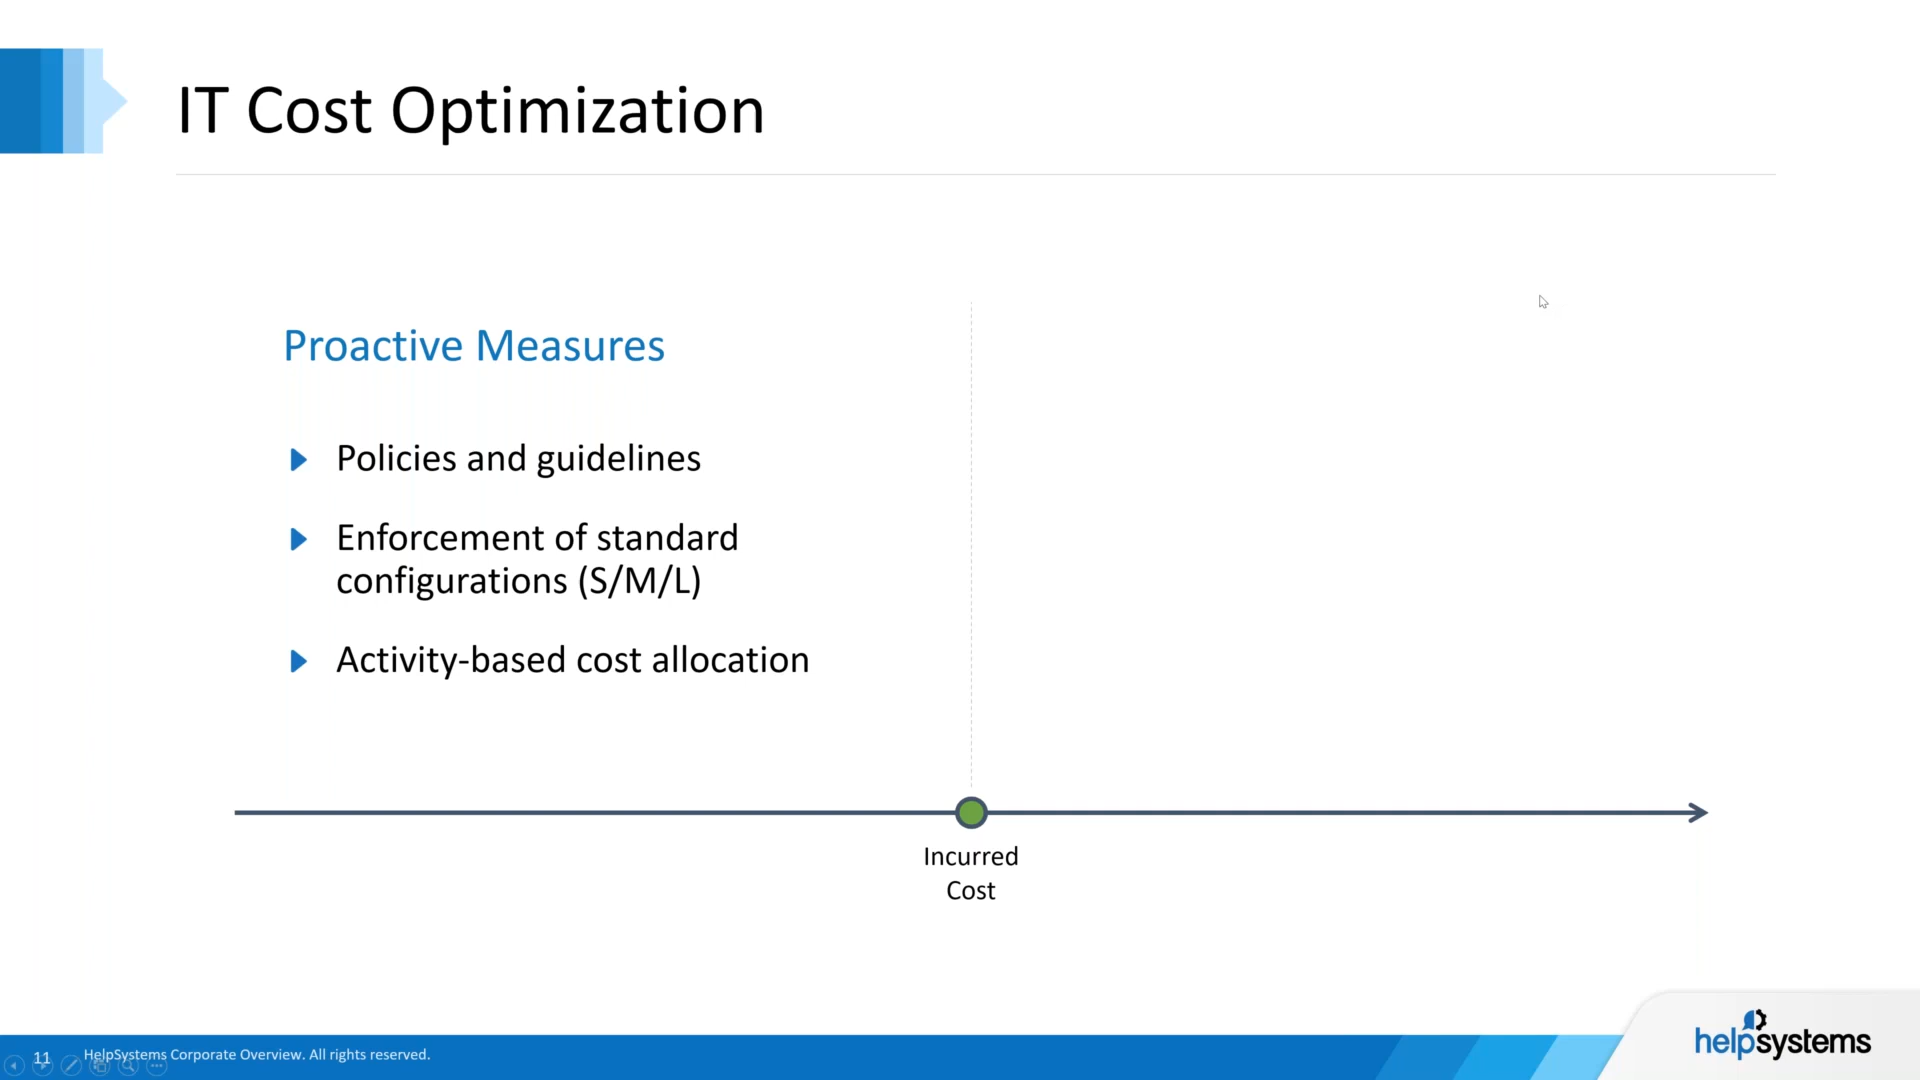 IT Cost Optimization
Proactive Measures
Policies and guidelines
Enforcement of standard
configurations (S/M/L)
Activity-based cost allocation
Incurred
Cost
11 HelpSystems Corporate Overview. All rights reserved.
helpsystems